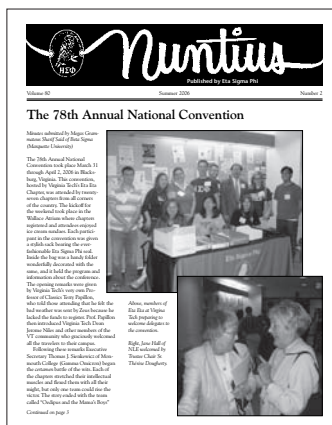 ΗΣΦ
Nuntius
Published by Eta Sigma Phi
Volume 80 Summer 2006 Number 2
The 78th Annual National Convention
Minutes submitted by Megas Gram-
mateus Sherif Said of Beta Sigma
(Marquette University)
The 78th Annual National
Convention took place March 31
through April 2, 2006 in Blacks-
burg, Virginia. This convention,
hosted by Virginia Tech's Eta Eta
Chapter, was attended by twenty-
seven chapters from all corners
of the country. The kickoff for
the weekend took place in the
Wallace Atrium where chapters
registered and attendees enjoyed
ice cream sundaes. Each partici-
pant in the convention was given
a stylish sack bearing the ever-
fashionable Eta Sigma Phi seal.
Inside the bag was a handy folder
wonderfully decorated with the
same, and it held the program and
information about the conference.
The opening remarks were given
by Virginia Tech's very own Pro-
fessor of Classics Terry Papillon,
who told those attending that he felt the
bad weather was sent by Zeus because he
lacked the funds to register. Prof. Papillon
then introduced Virginia Tech Dean
Jerome Niles and other members of the
VT community who graciously welcomed
all the travelers to their campus.
Following these remarks Executive
Secretary Thomas J. Sienkewicz of Mon-
mouth College (Gamma Omicron) began
the certamen battle of the wits. Each of
the chapters stretched their intellectual
muscles and flexed them with all their
might, but only one team could rise the
victor. The story ended with the team
called "Oedipus and the Mama's Boys"
Continued on page 3
Above, members of
Eta Eta at Virginia
Tech preparing to
welcome delegates to
the convention.
Right, Jane Hall of
NLE welcomed by
Trustee Chair Sr.
Thérèse Dougherty.